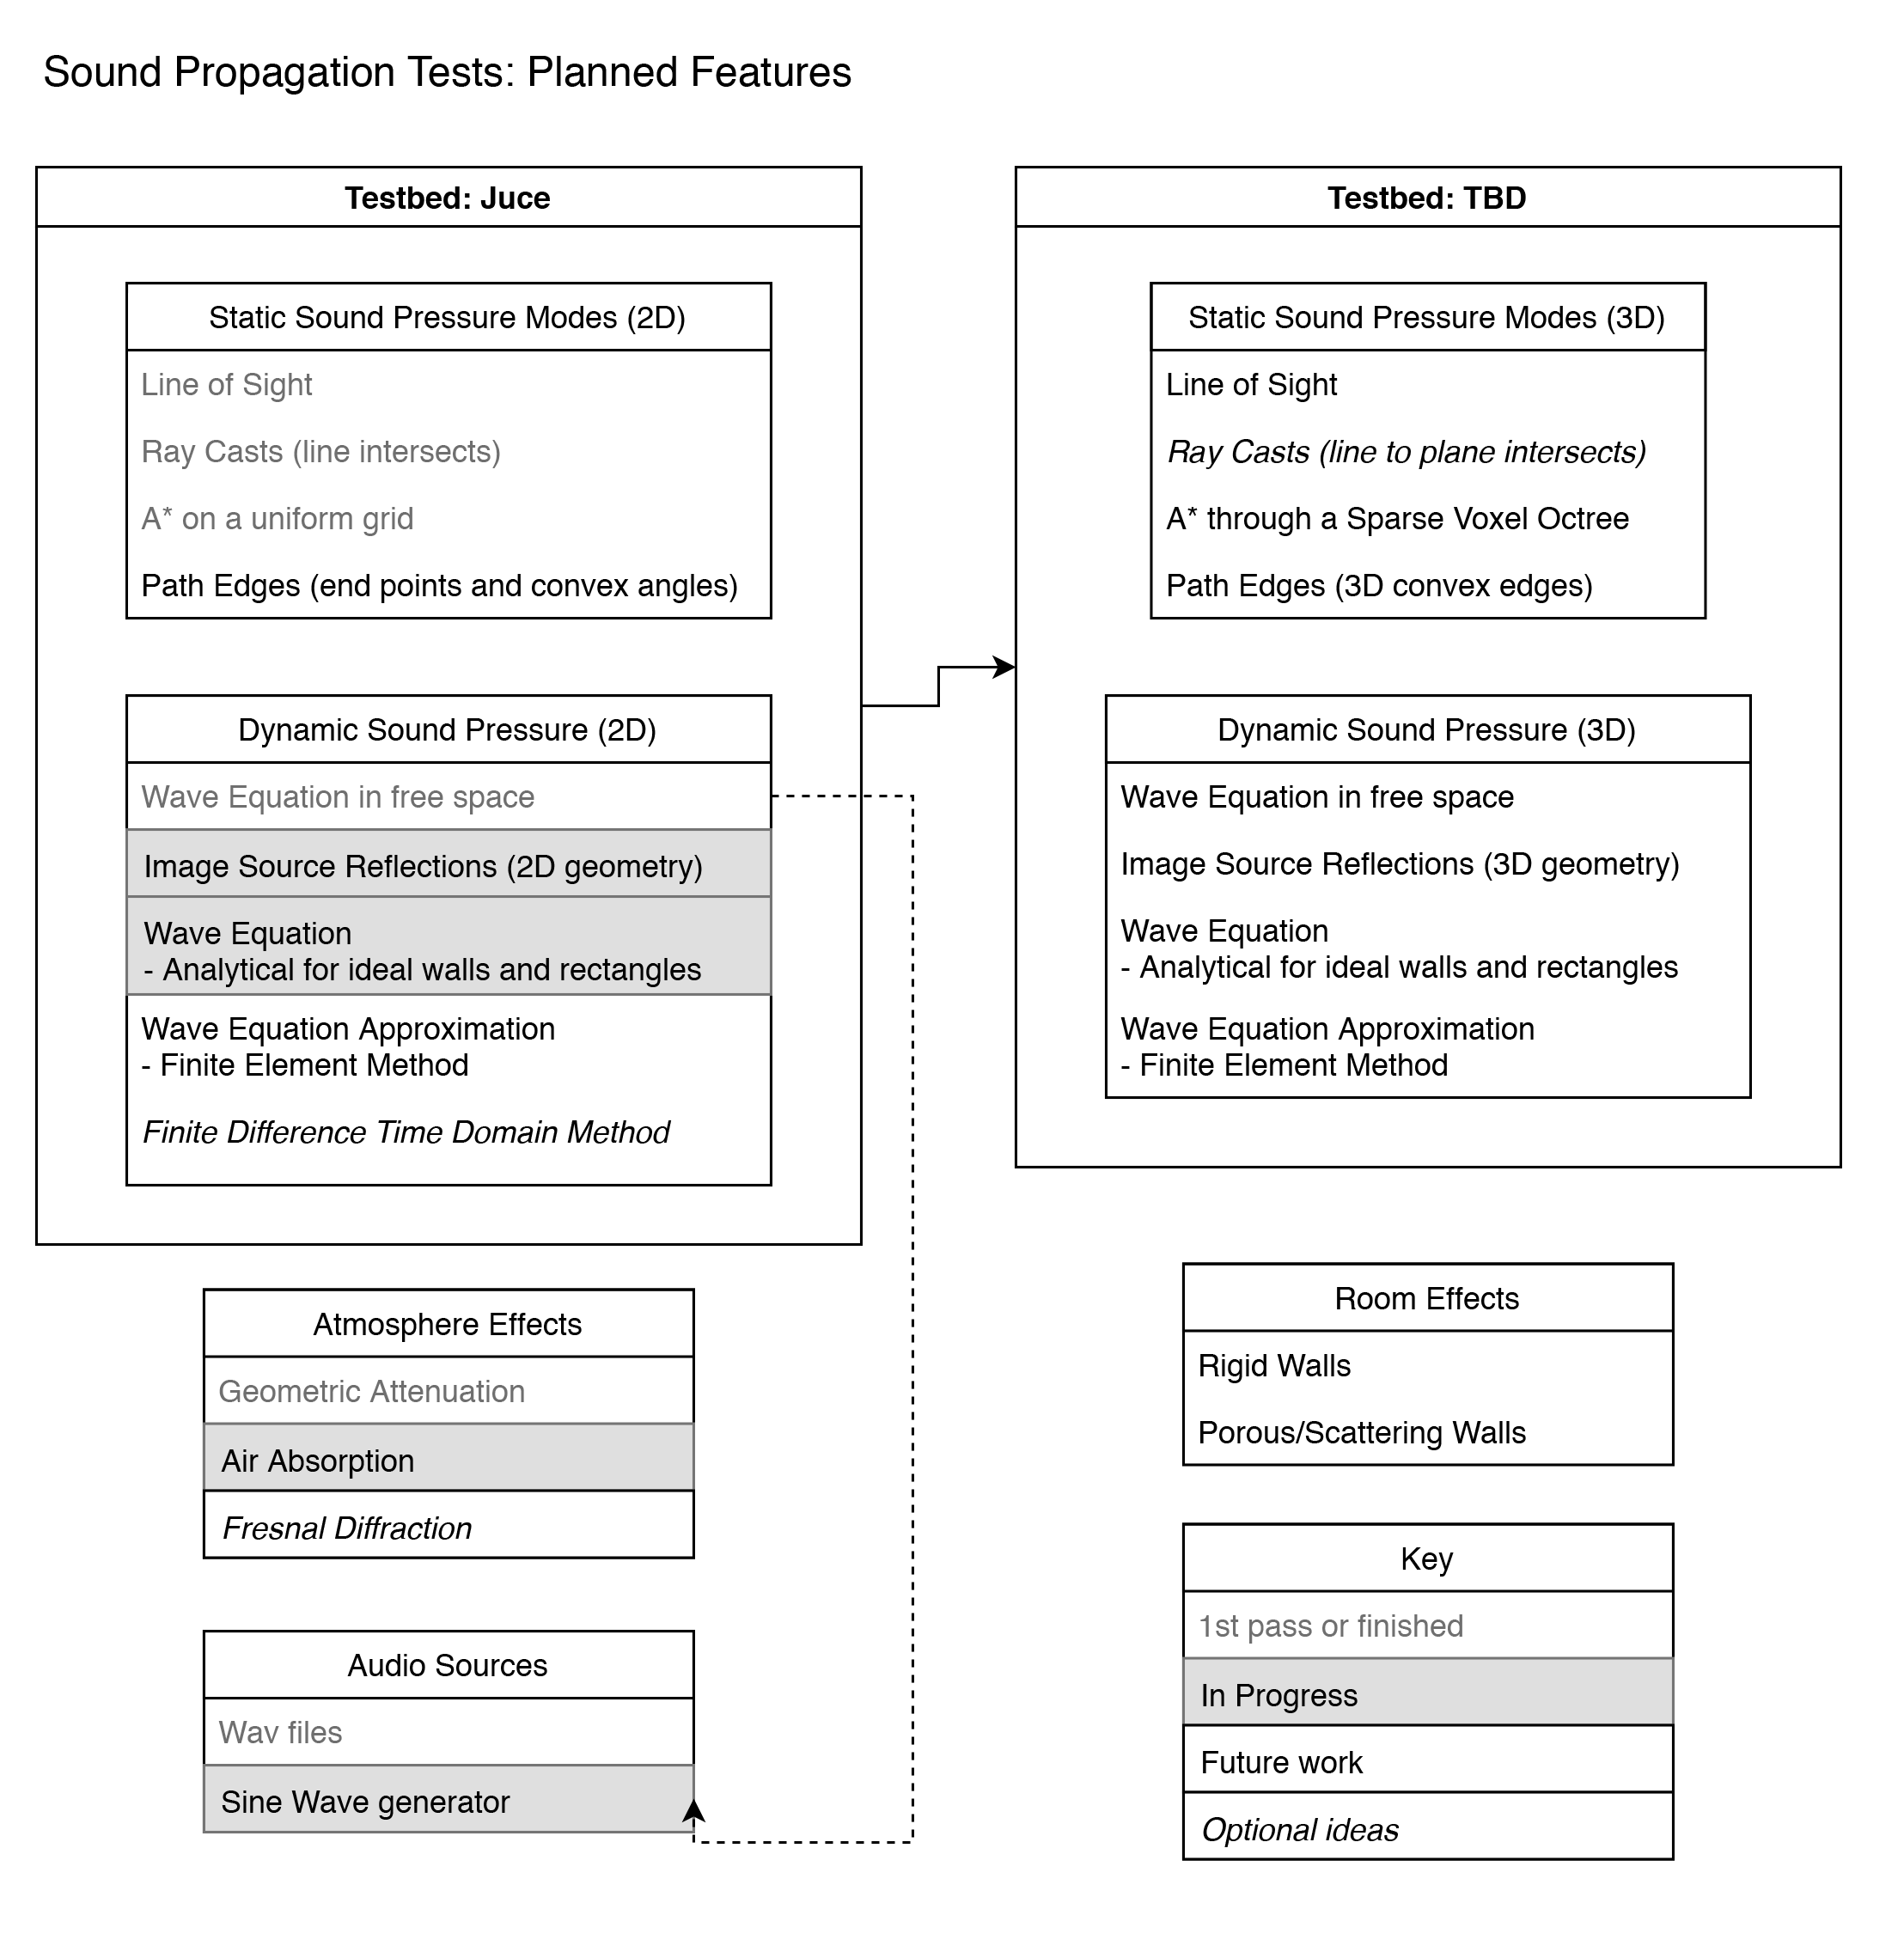 Sound Propagation Tests: Planned Features
Testbed: Juce
Static Sound Pressure Modes (2D)
Line of Sight
Ray Casts (line intersects)
A* on a uniform grid
Path Edges (end points and convex angles)
Dynamic Sound Pressure (2D)
Wave Equation in free space
Image Source Reflections (2D geometry)
Wave Equation
- Analytical for ideal walls and rectangles
Wave Equation Approximation
- Finite Element Method
Finite Difference Time Domain Method
Testbed: TBD
Static Sound Pressure Modes (3D)
Line of Sight
Ray Casts (line to plane intersects)
A* through a Sparse Voxel Octree
Path Edges (3D convex edges)
Dynamic Sound Pressure (3D)
Wave Equation in free space
Image Source Reflections (3D geometry)
Wave Equation
- Analytical for ideal walls and rectangles
Wave Equation Approximation
- Finite Element Method
Atmosphere Effects
Geometric Attenuation
Air Absorption
Fresnal Diffraction
Audio Sources
Wav files
Sine Wave generator
Room Effects
Rigid Walls
Porous/Scattering Walls
Key
1st pass or finished
In Progress
Future work
Optional ideas